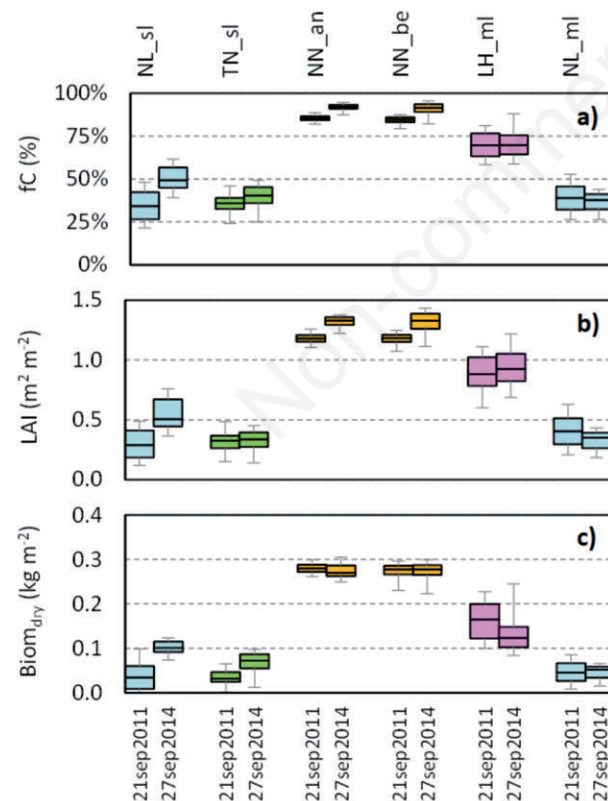 NL_sl TN_sl NN_an NN_be LH_ml NL_ml
a)
fC (%)
100%
75%
50%
25%
0%
b)
LAI (m² m⁻²)
1.5
1.0
0.5
0.0
c)
Biom_dry (kg m⁻²)
0.4
0.3
0.2
0.1
0.0
21sep2011 27sep2014 21sep2011 27sep2014 21sep2011 27sep2014 21sep2011 27sep2014 21sep2011 27sep2014 21sep2011 27sep2014
Non-commer